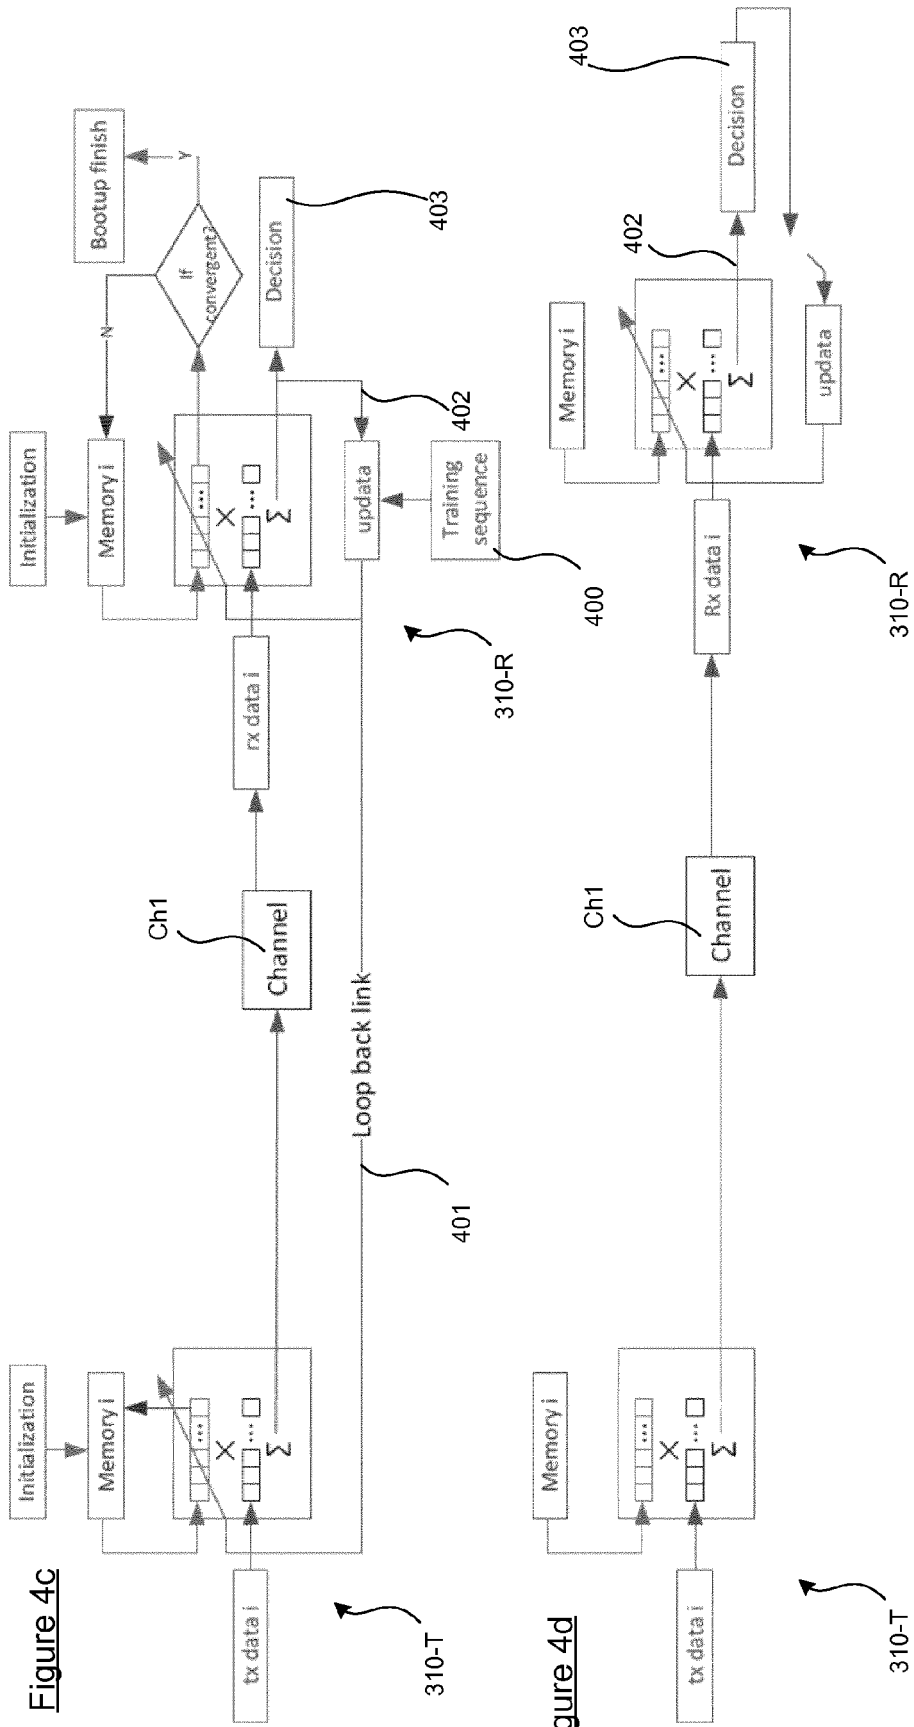 Figure 4c
Initialization
Memory i
tx data i
...
X
...
Σ
310-T
Loop back link
401
Channel
Ch1
rx data i
Initialization
Memory i
...
X
...
Σ
N
If
convergent?
Y
Bootup finish
Decision
403
402
updata
Training
sequence
400
310-R
gure 4d
Memory i
tx data i
...
X
...
Σ
310-T
Channel
Ch1
Rx data i
Memory i
...
X
...
Σ
402
Decision
403
updata
310-R